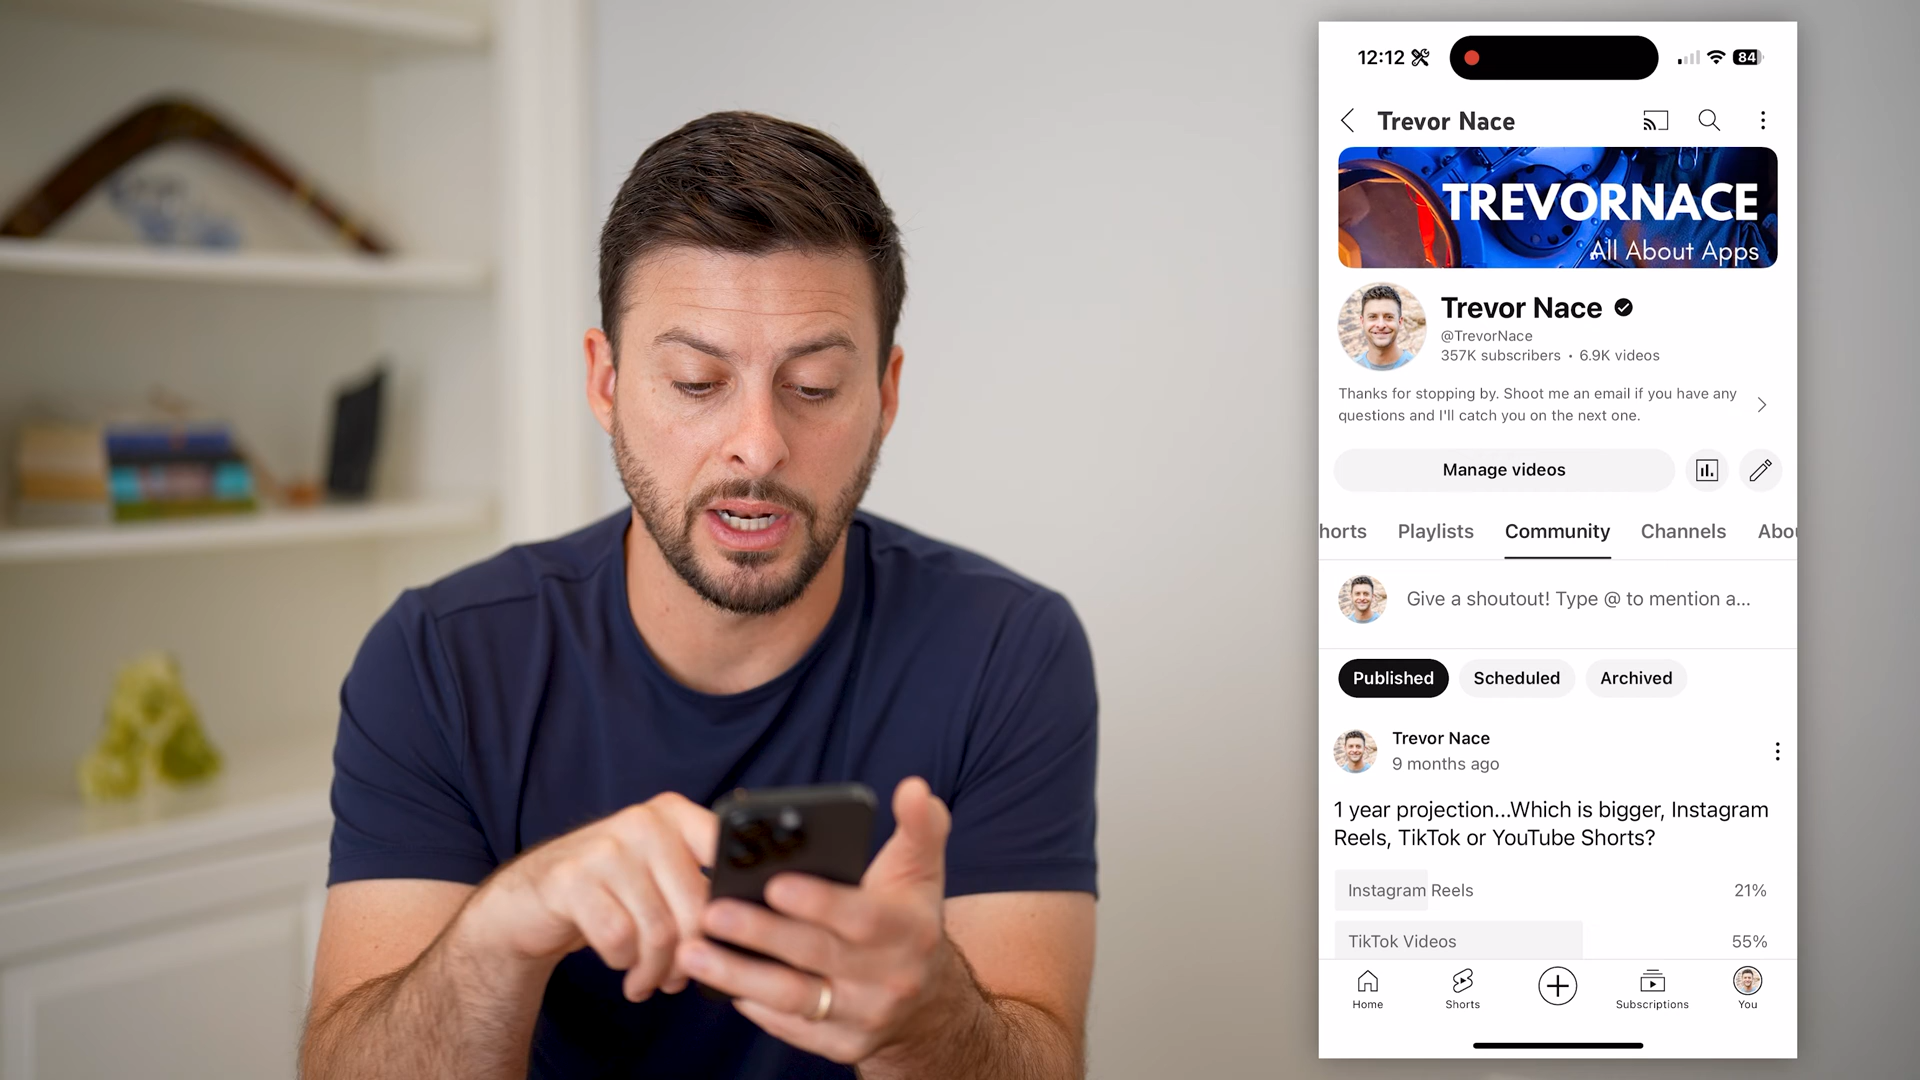 12:12
84
Trevor Nace
TREVORNACE
All About Apps
Trevor Nace
@TrevorNace
357K subscribers • 6.9K videos
Thanks for stopping by. Shoot me an email if you have any
questions and I'll catch you on the next one.
Manage videos
horts Playlists Community Channels Abou
Give a shoutout! Type @ to mention a...
Published Scheduled Archived
Trevor Nace
9 months ago
1 year projection...Which is bigger, Instagram
Reels, TikTok or YouTube Shorts?
Instagram Reels 21%
TikTok Videos 55%
Home Shorts Subscriptions You